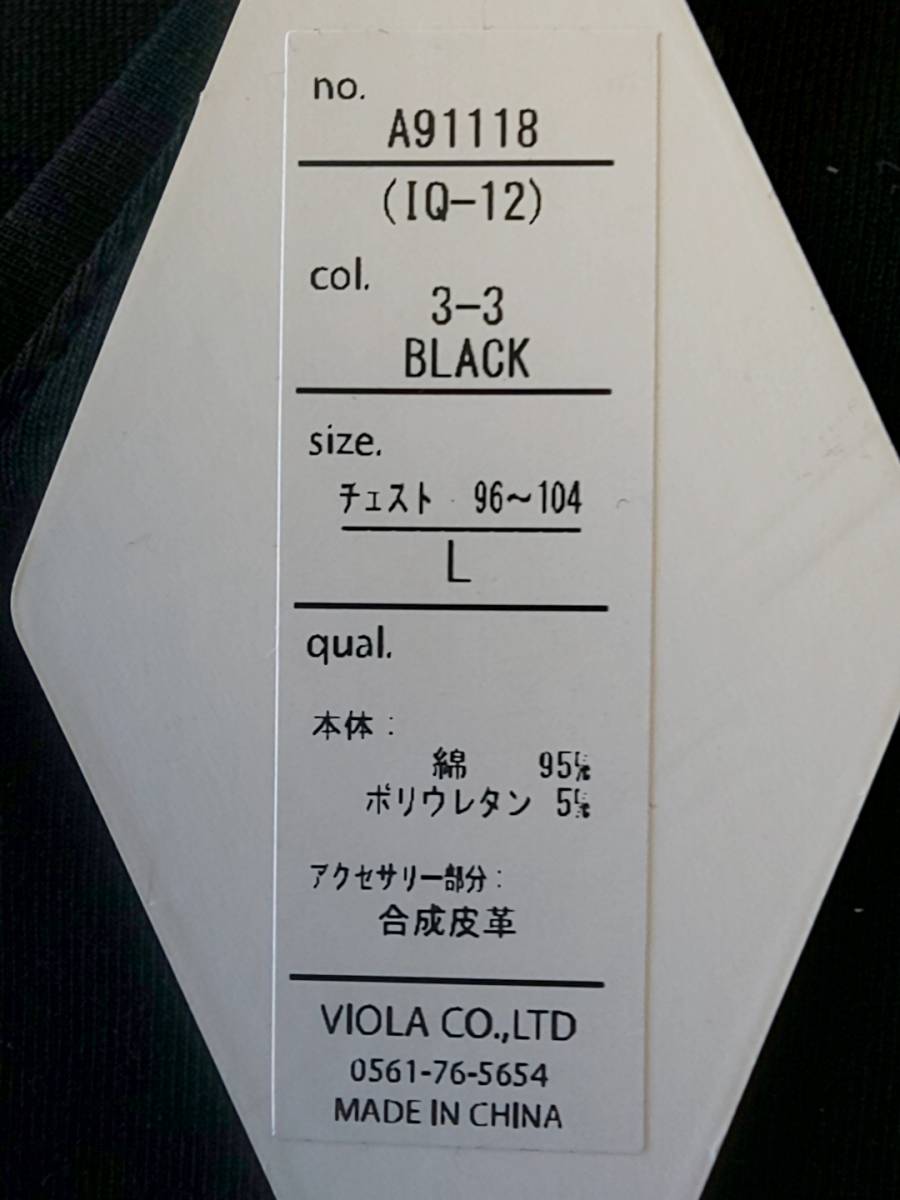 no.
A91118
(IQ-12)
col.
3-3
BLACK
size.
チェスト 96～104
L
qual.
本体：
綿 95%
ポリウレタン 5%
アクセサリー部分：
合成皮革
VIOLA CO.,LTD
0561-76-5654
MADE IN CHINA